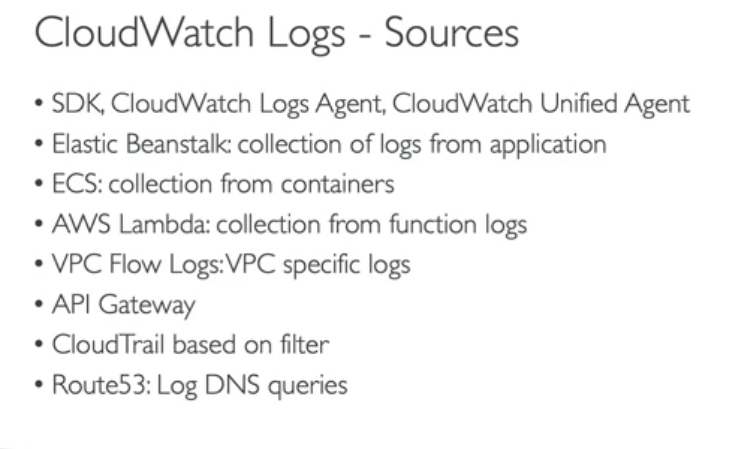 CloudWatch Logs - Sources
• SDK, CloudWatch Logs Agent, CloudWatch Unified Agent
• Elastic Beanstalk: collection of logs from application
• ECS: collection from containers
• AWS Lambda: collection from function logs
• VPC Flow Logs: VPC specific logs
• API Gateway
• CloudTrail based on filter
• Route53: Log DNS queries